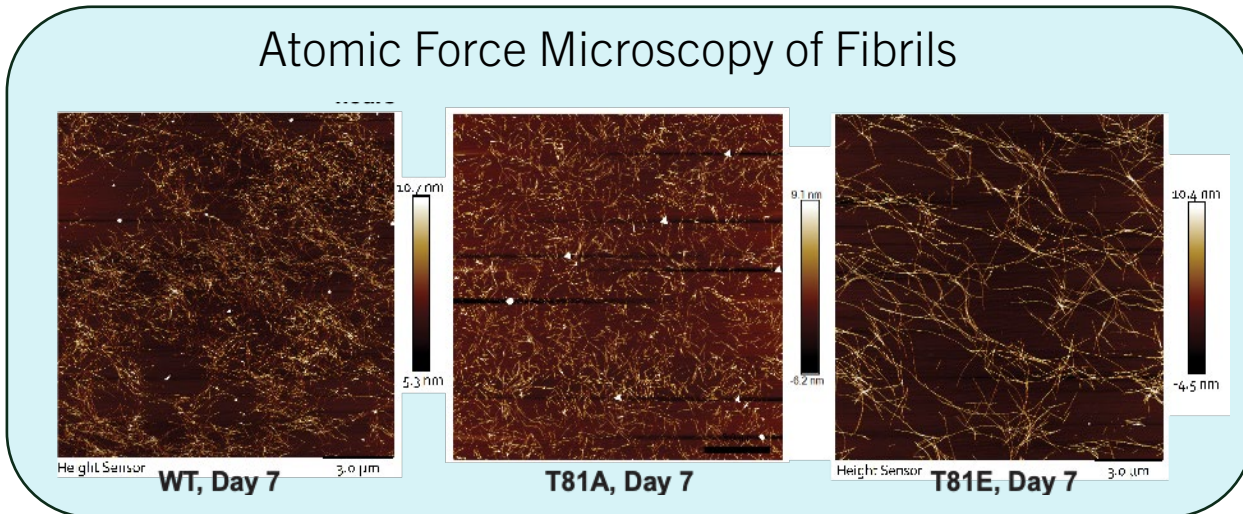 Atomic Force Microscopy of Fibrils
10.7 nm
5.3 nm
Height Sensor
3.0 µm
WT, Day 7
9.1 nm
-6.2 nm
T81A, Day 7
10.4 nm
-4.5 nm
Height Sensor
3.0 µm
T81E, Day 7